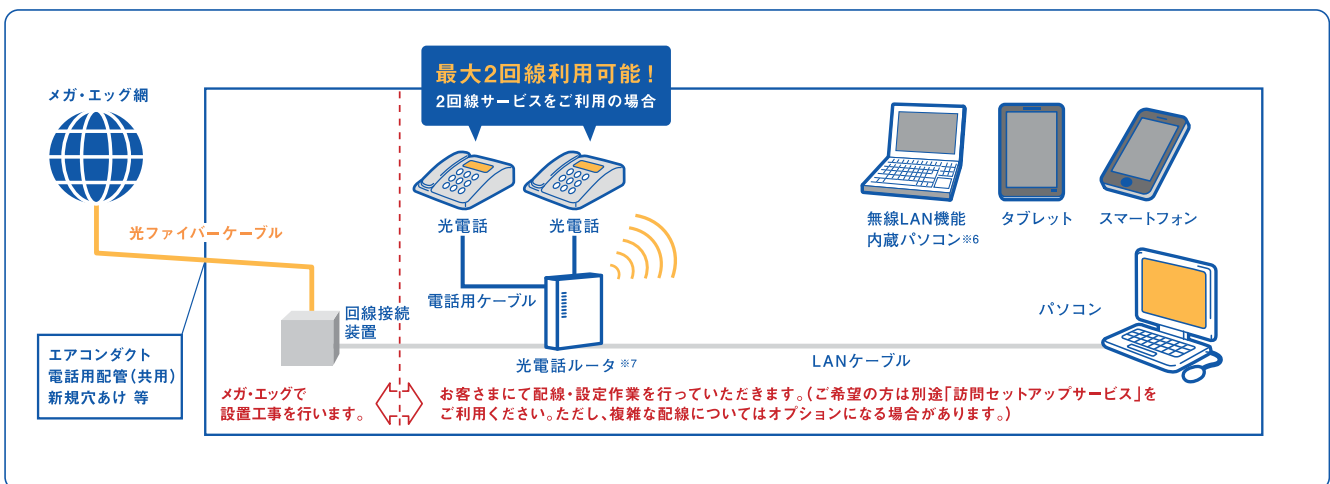 最大2回線利用可能！
2回線サービスをご利用の場合
メガ・エッグ網
光ファイバーケーブル
光電話
光電話
無線LAN機能
内蔵パソコン※6
タブレット
スマートフォン
電話用ケーブル
回線接続
装置
パソコン
エアコンダクト
電話用配管（共用）
新規穴あけ 等
光電話ルータ※7
LANケーブル
メガ・エッグで
設置工事を行います。
お客さまにて配線・設定作業を行っていただきます。（ご希望の方は別途「訪問セットアップサービス」を
ご利用ください。ただし、複雑な配線についてはオプションになる場合があります。）